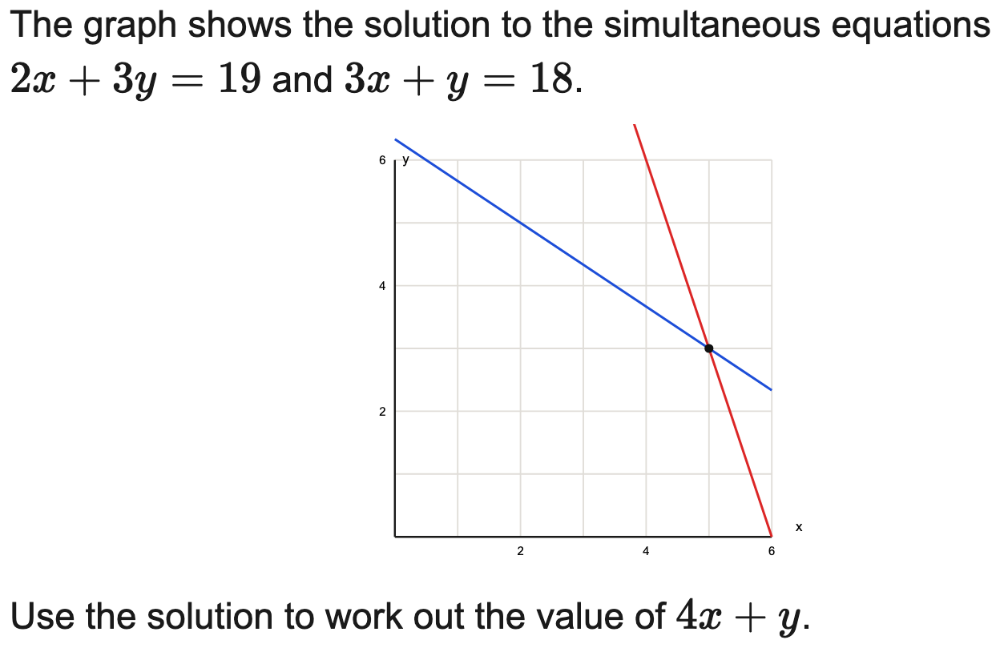 The graph shows the solution to the simultaneous equations
2x + 3y = 19 and 3x + y = 18.
6 y
4
2
x
2 4 6
Use the solution to work out the value of 4x + y.